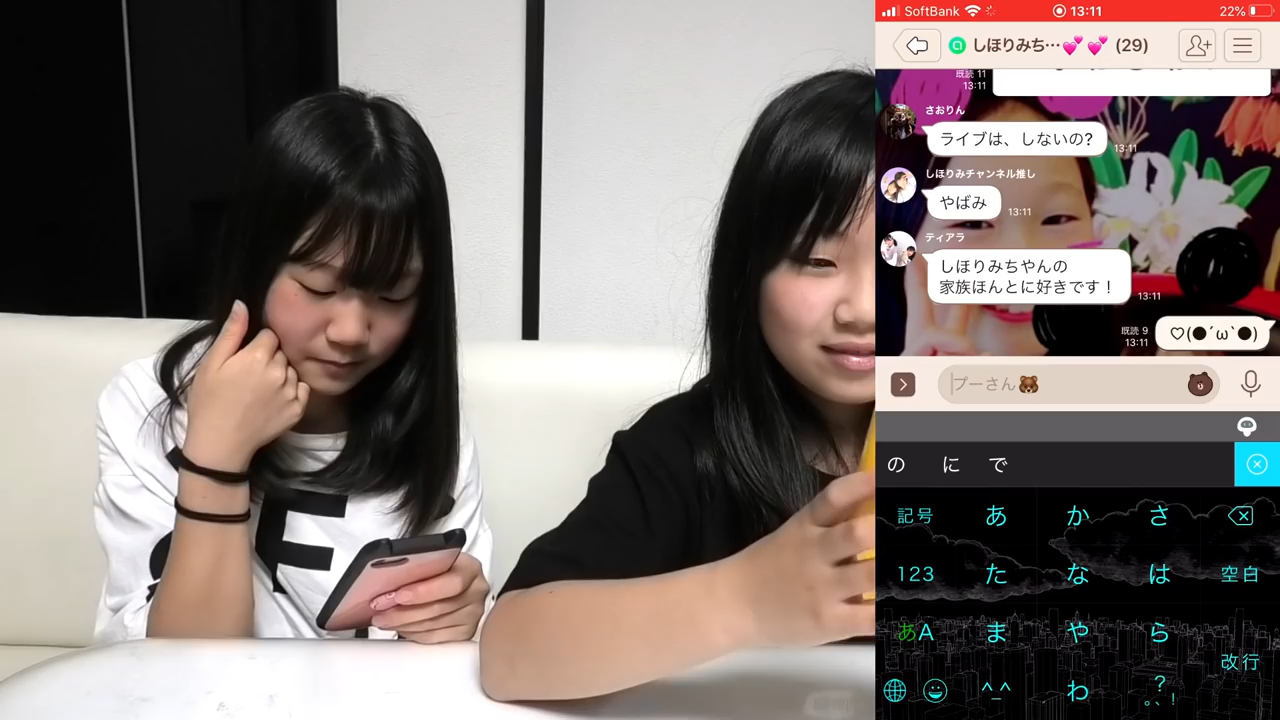 SoftBank 13:11 22%
しほりみち…💕💕 (29)
既読 11
13:11
さおりん
ライブは、しないの?
13:11
しほりみチャンネル推し
やばみ
13:11
ティアラ
しほりみちやんの
家族ほんとに好きです！
13:11
既読 9
13:11
♡(●´ω`●)
プーさん🐻
の に で
記号 あ か さ
123 た な は 空白
あA ま や ら
改行
^_^ わ 。、?!
F